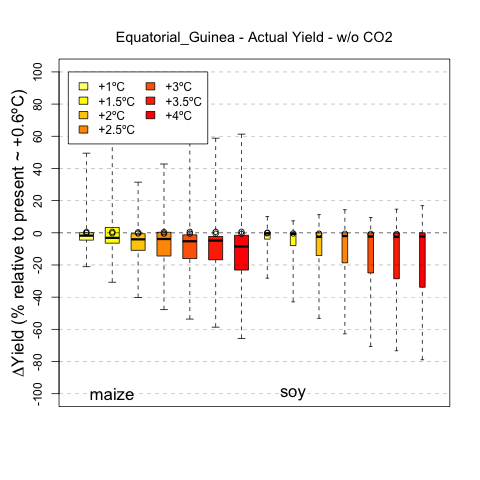 Equatorial_Guinea - Actual Yield - w/o CO2
ΔYield (% relative to present ~ +0.6ºC)
100
80
60
40
20
0
-20
-40
-60
-80
-100
+1ºC
+1.5ºC
+2ºC
+2.5ºC
+3ºC
+3.5ºC
+4ºC
maize
soy